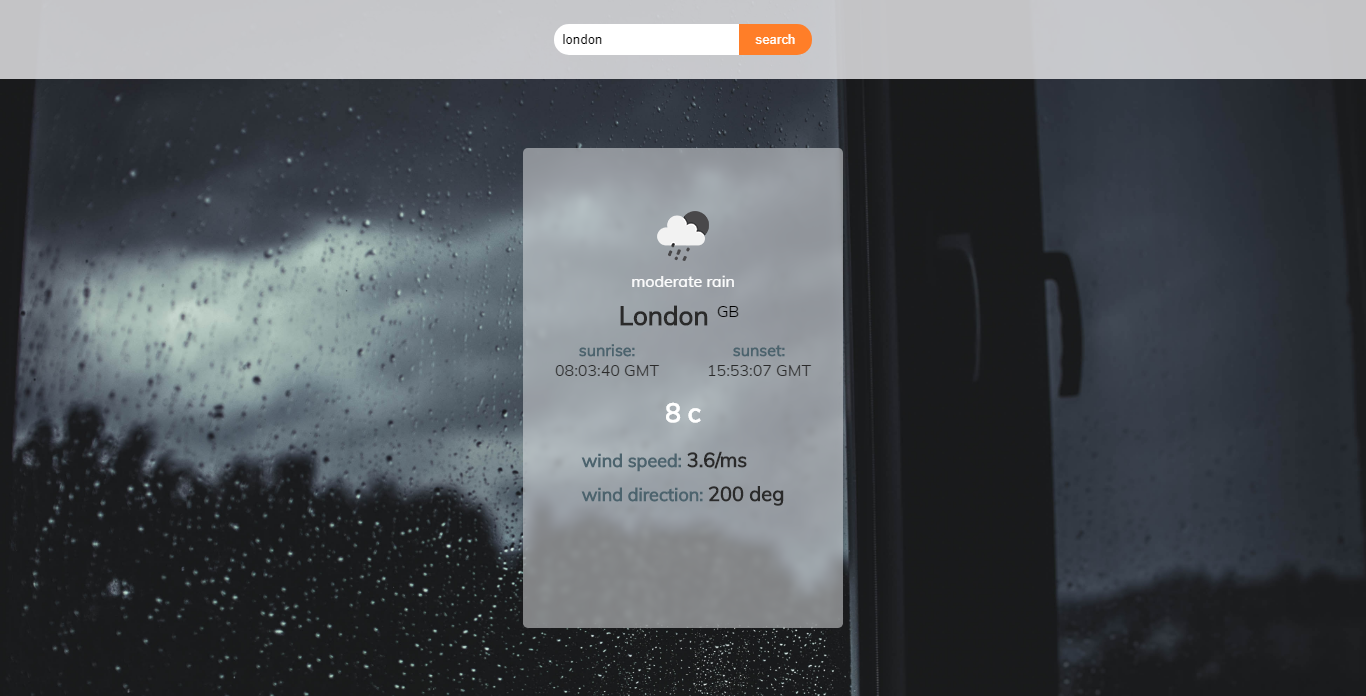 london search
moderate rain
London GB
sunrise: sunset:
08:03:40 GMT 15:53:07 GMT
8 c
wind speed: 3.6/ms
wind direction: 200 deg